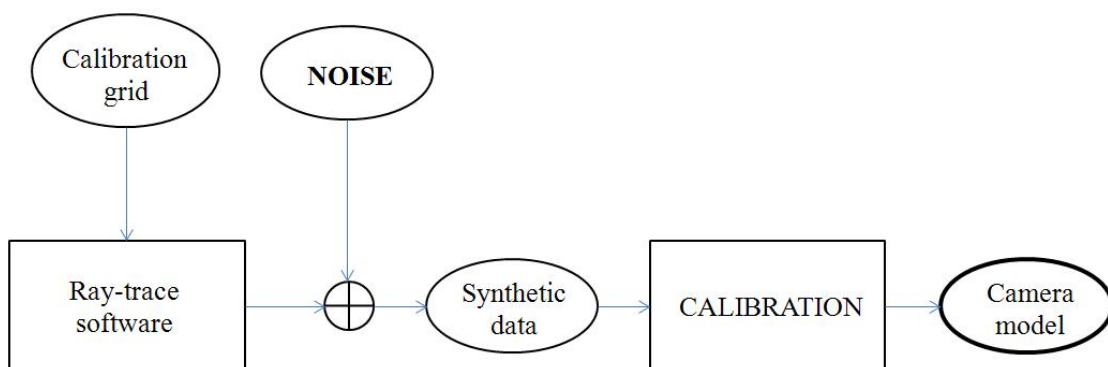 Calibration
grid
NOISE
Ray-trace
software
Synthetic
data
CALIBRATION
Camera
model